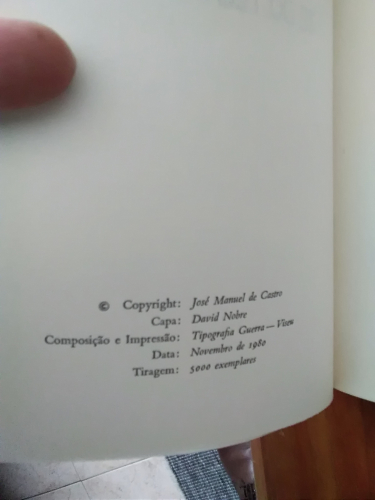 © Copyright: José Manuel de Castro
Capa: David Nobre
Composição e Impressão: Tipografia Guerra — Viseu
Data: Novembro de 1980
Tiragem: 5000 exemplares